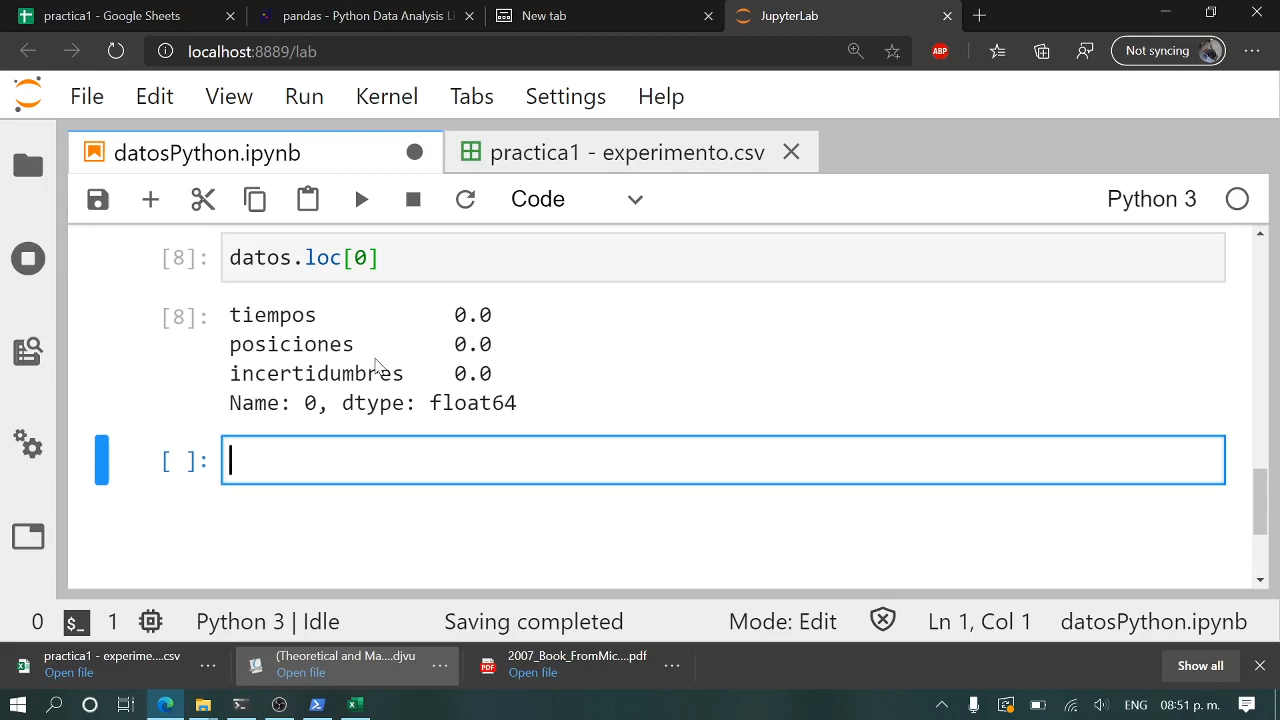 practica1 - Google Sheets
pandas - Python Data Analysis Li
New tab
JupyterLab
localhost:8889/lab
ABP
Not syncing
File Edit View Run Kernel Tabs Settings Help
datosPython.ipynb
practica1 - experimento.csv
Code
Python 3
[8]: datos.loc[0]
[8]: tiempos 0.0
posiciones 0.0
incertidumbres 0.0
Name: 0, dtype: float64
[ ]:
0 $_ 1 Python 3 | Idle Saving completed Mode: Edit Ln 1, Col 1 datosPython.ipynb
practica1 - experime....csv
Open file
(Theoretical and Ma....djvu
Open file
PDF
2007_Book_FromMic....pdf
Open file
Show all
ENG 08:51 p. m.